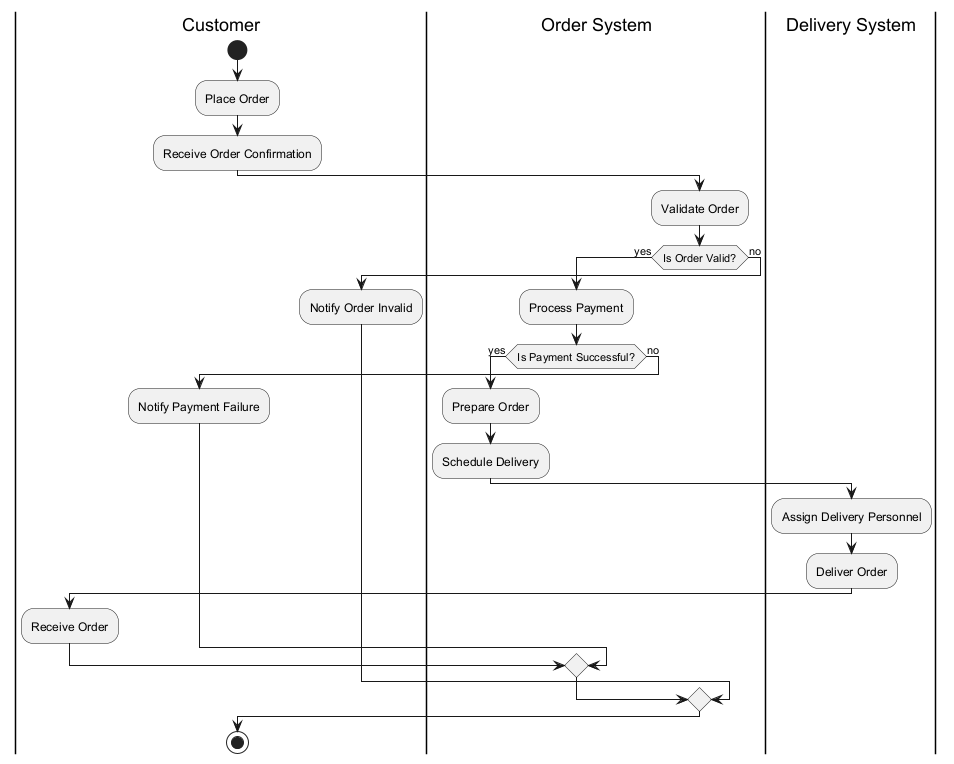 Customer
Order System
Delivery System
Place Order
Receive Order Confirmation
Validate Order
yes
Is Order Valid?
no
Notify Order Invalid
Process Payment
yes
Is Payment Successful?
no
Notify Payment Failure
Prepare Order
Schedule Delivery
Assign Delivery Personnel
Deliver Order
Receive Order